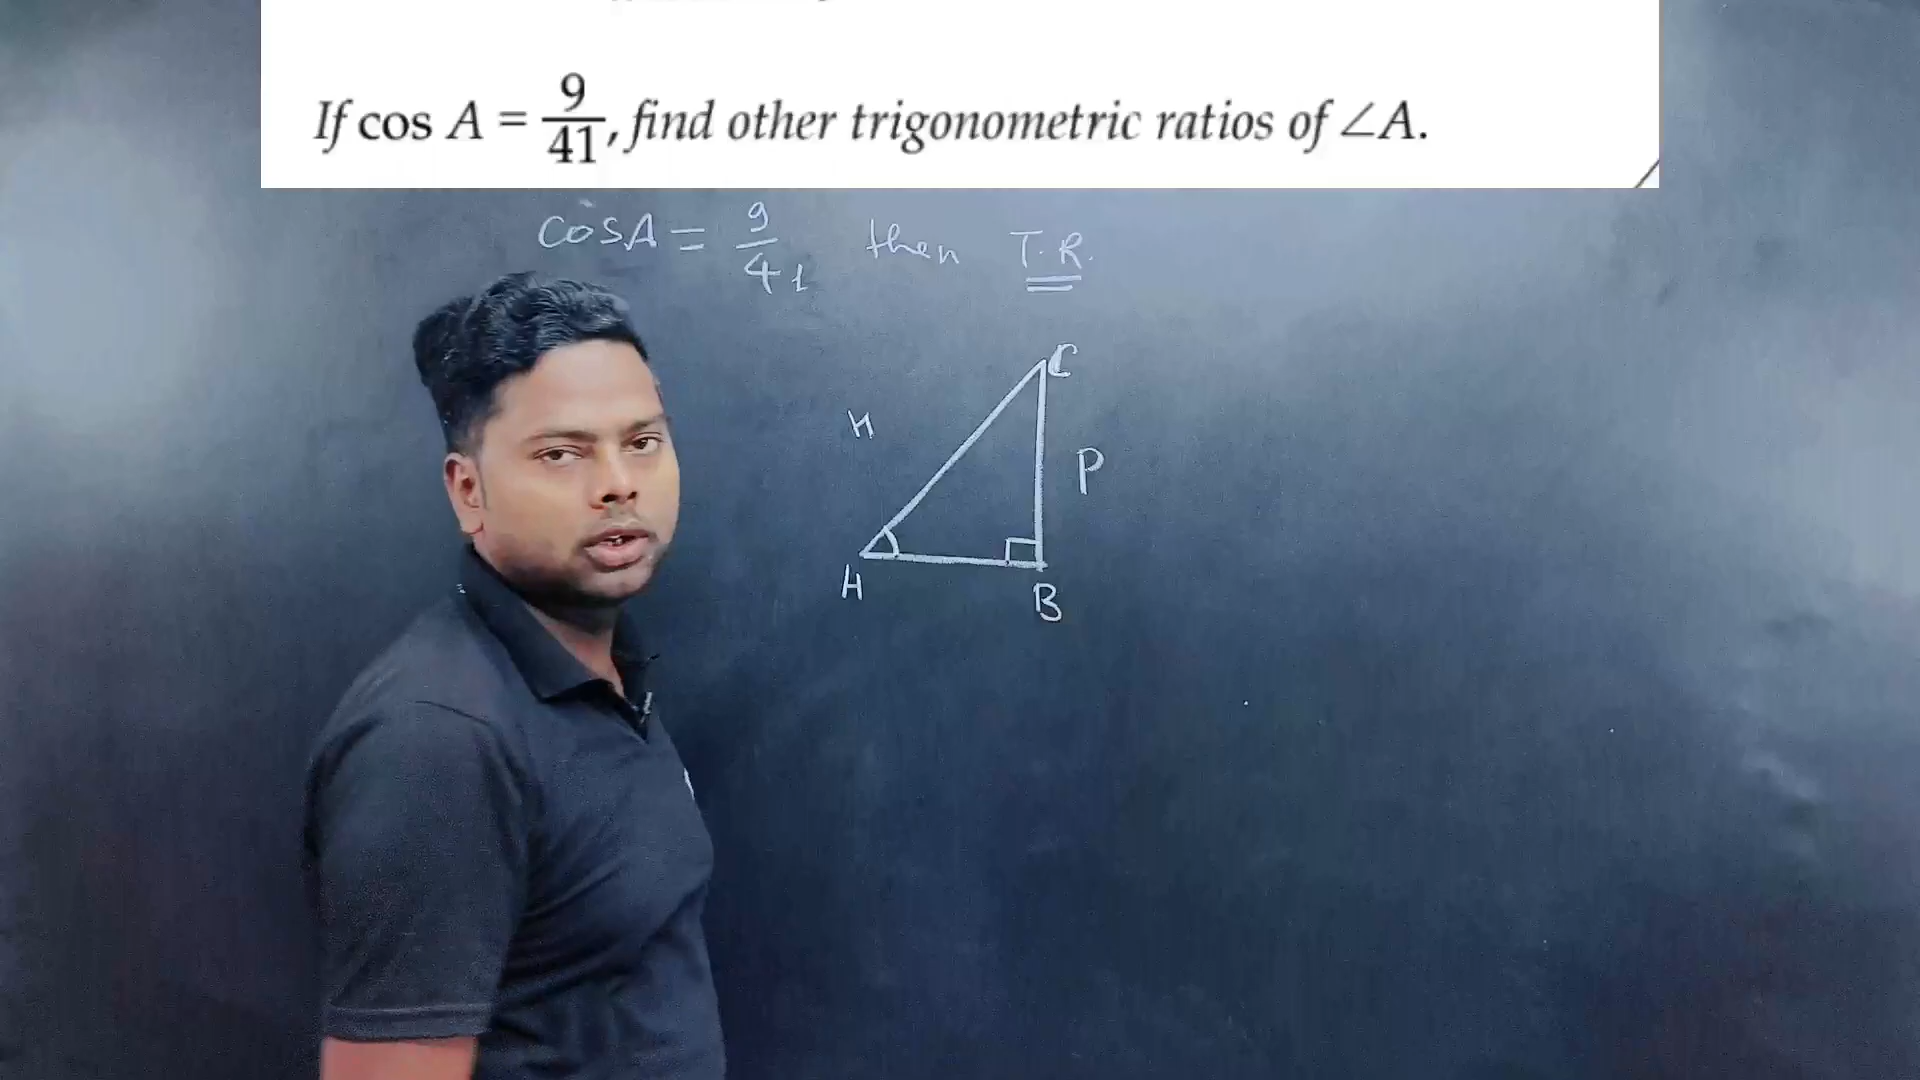 If cos A = 9/41, find other trigonometric ratios of ∠A.
cosA = 9/41 then T.R.
C
H
P
H
B